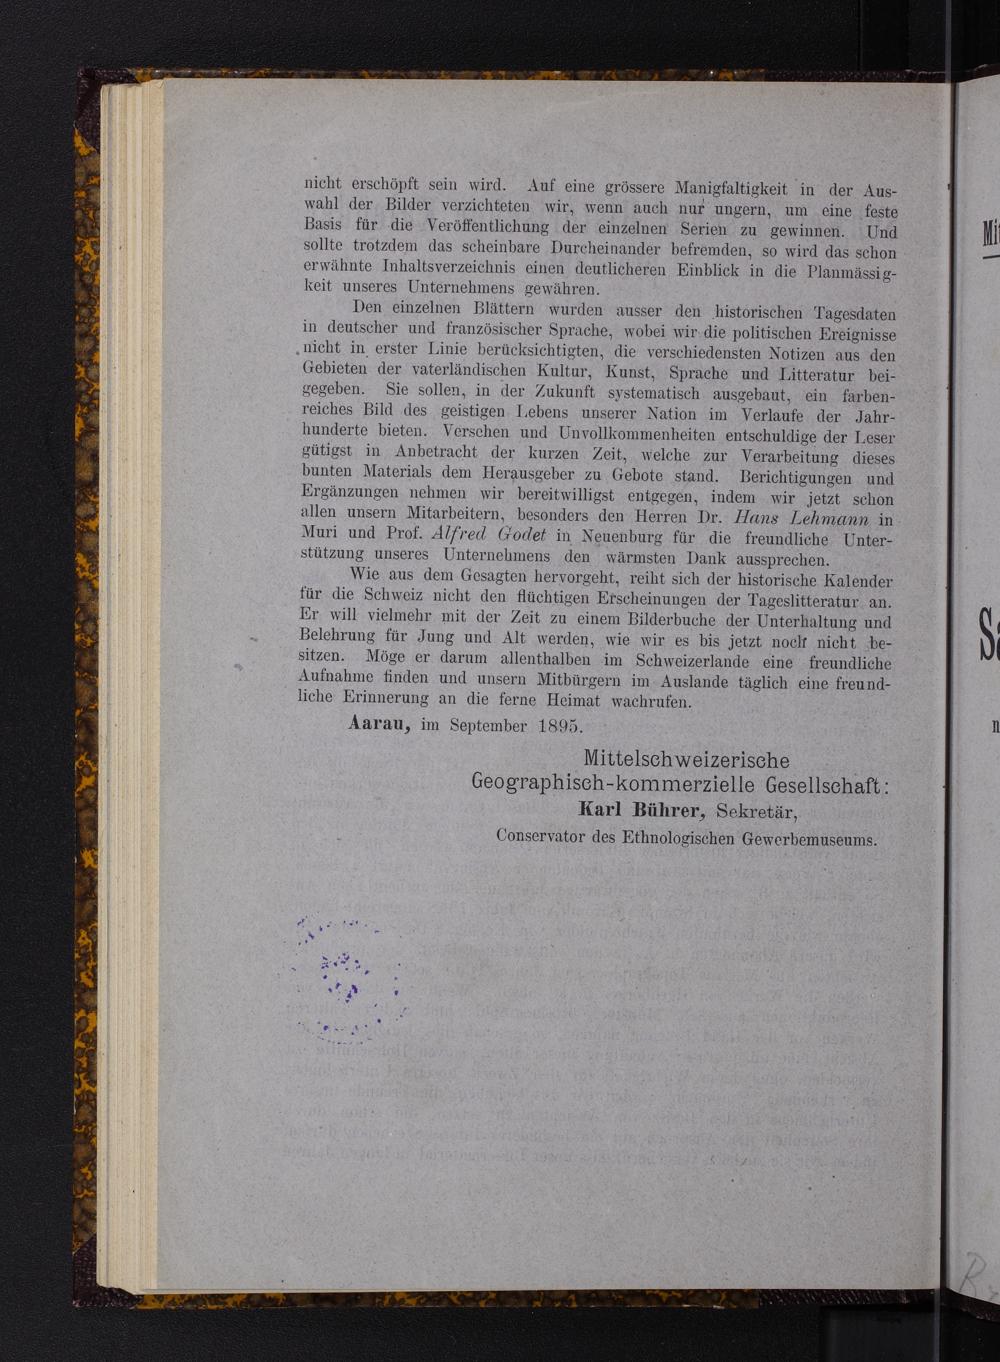 nicht erschöpft sein wird. Auf eine grössere Manigfaltigkeit in der Aus-
wahl der Bilder verzichteten wir, wenn auch nur ungern, um eine feste
Basis für die Veröffentlichung der einzelnen Serien zu gewinnen. Und
sollte trotzdem das scheinbare Durcheinander befremden, so wird das schon
erwähnte Inhaltsverzeichnis einen deutlicheren Einblick in die Planmässig-
keit unseres Unternehmens gewähren.
Den einzelnen Blättern wurden ausser den historischen Tagesdaten
in deutscher und französischer Sprache, wobei wir die politischen Ereignisse
nicht in erster Linie berücksichtigten, die verschiedensten Notizen aus den
Gebieten der vaterländischen Kultur, Kunst, Sprache und Litteratur bei-
gegeben. Sie sollen, in der Zukunft systematisch ausgebaut, ein farben-
reiches Bild des geistigen Lebens unserer Nation im Verlaufe der Jahr-
hunderte bieten. Versehen und Unvollkommenheiten entschuldige der Leser
gütigst in Anbetracht der kurzen Zeit, welche zur Verarbeitung dieses
bunten Materials dem Herausgeber zu Gebote stand. Berichtigungen und
Ergänzungen nehmen wir bereitwilligst entgegen, indem wir jetzt schon
allen unsern Mitarbeitern, besonders den Herren Dr. Hans Lehmann in
Muri und Prof. Alfred Godet in Neuenburg für die freundliche Unter-
stützung unseres Unternehmens den wärmsten Dank aussprechen.
Wie aus dem Gesagten hervorgeht, reiht sich der historische Kalender
für die Schweiz nicht den flüchtigen Erscheinungen der Tageslitteratur an.
Er will vielmehr mit der Zeit zu einem Bilderbuche der Unterhaltung und
Belehrung für Jung und Alt werden, wie wir es bis jetzt noch nicht be-
sitzen. Möge er darum allenthalben im Schweizerlande eine freundliche
Aufnahme finden und unsern Mitbürgern im Auslande täglich eine freund-
liche Erinnerung an die ferne Heimat wachrufen.
Aarau, im September 1895.
Mittelschweizerische
Geographisch-kommerzielle Gesellschaft:
Karl Bührer, Sekretär,
Conservator des Ethnologischen Gewerbemuseums.